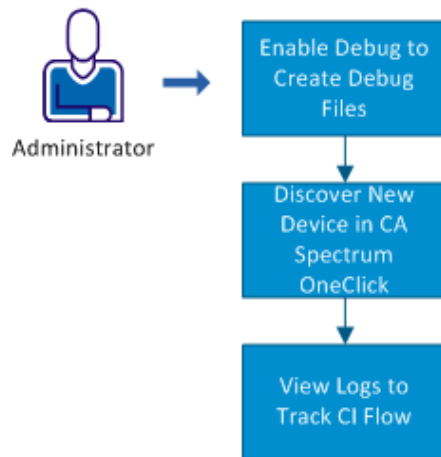 Administrator
Enable Debug to
Create Debug
Files
Discover New
Device in CA
Spectrum
OneClick
View Logs to
Track CI Flow